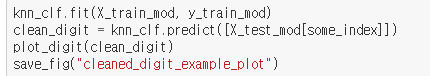 knn_clf.fit(X_train_mod, y_train_mod)
clean_digit = knn_clf.predict([X_test_mod[some_index]])
plot_digit(clean_digit)
save_fig("cleaned_digit_example_plot")